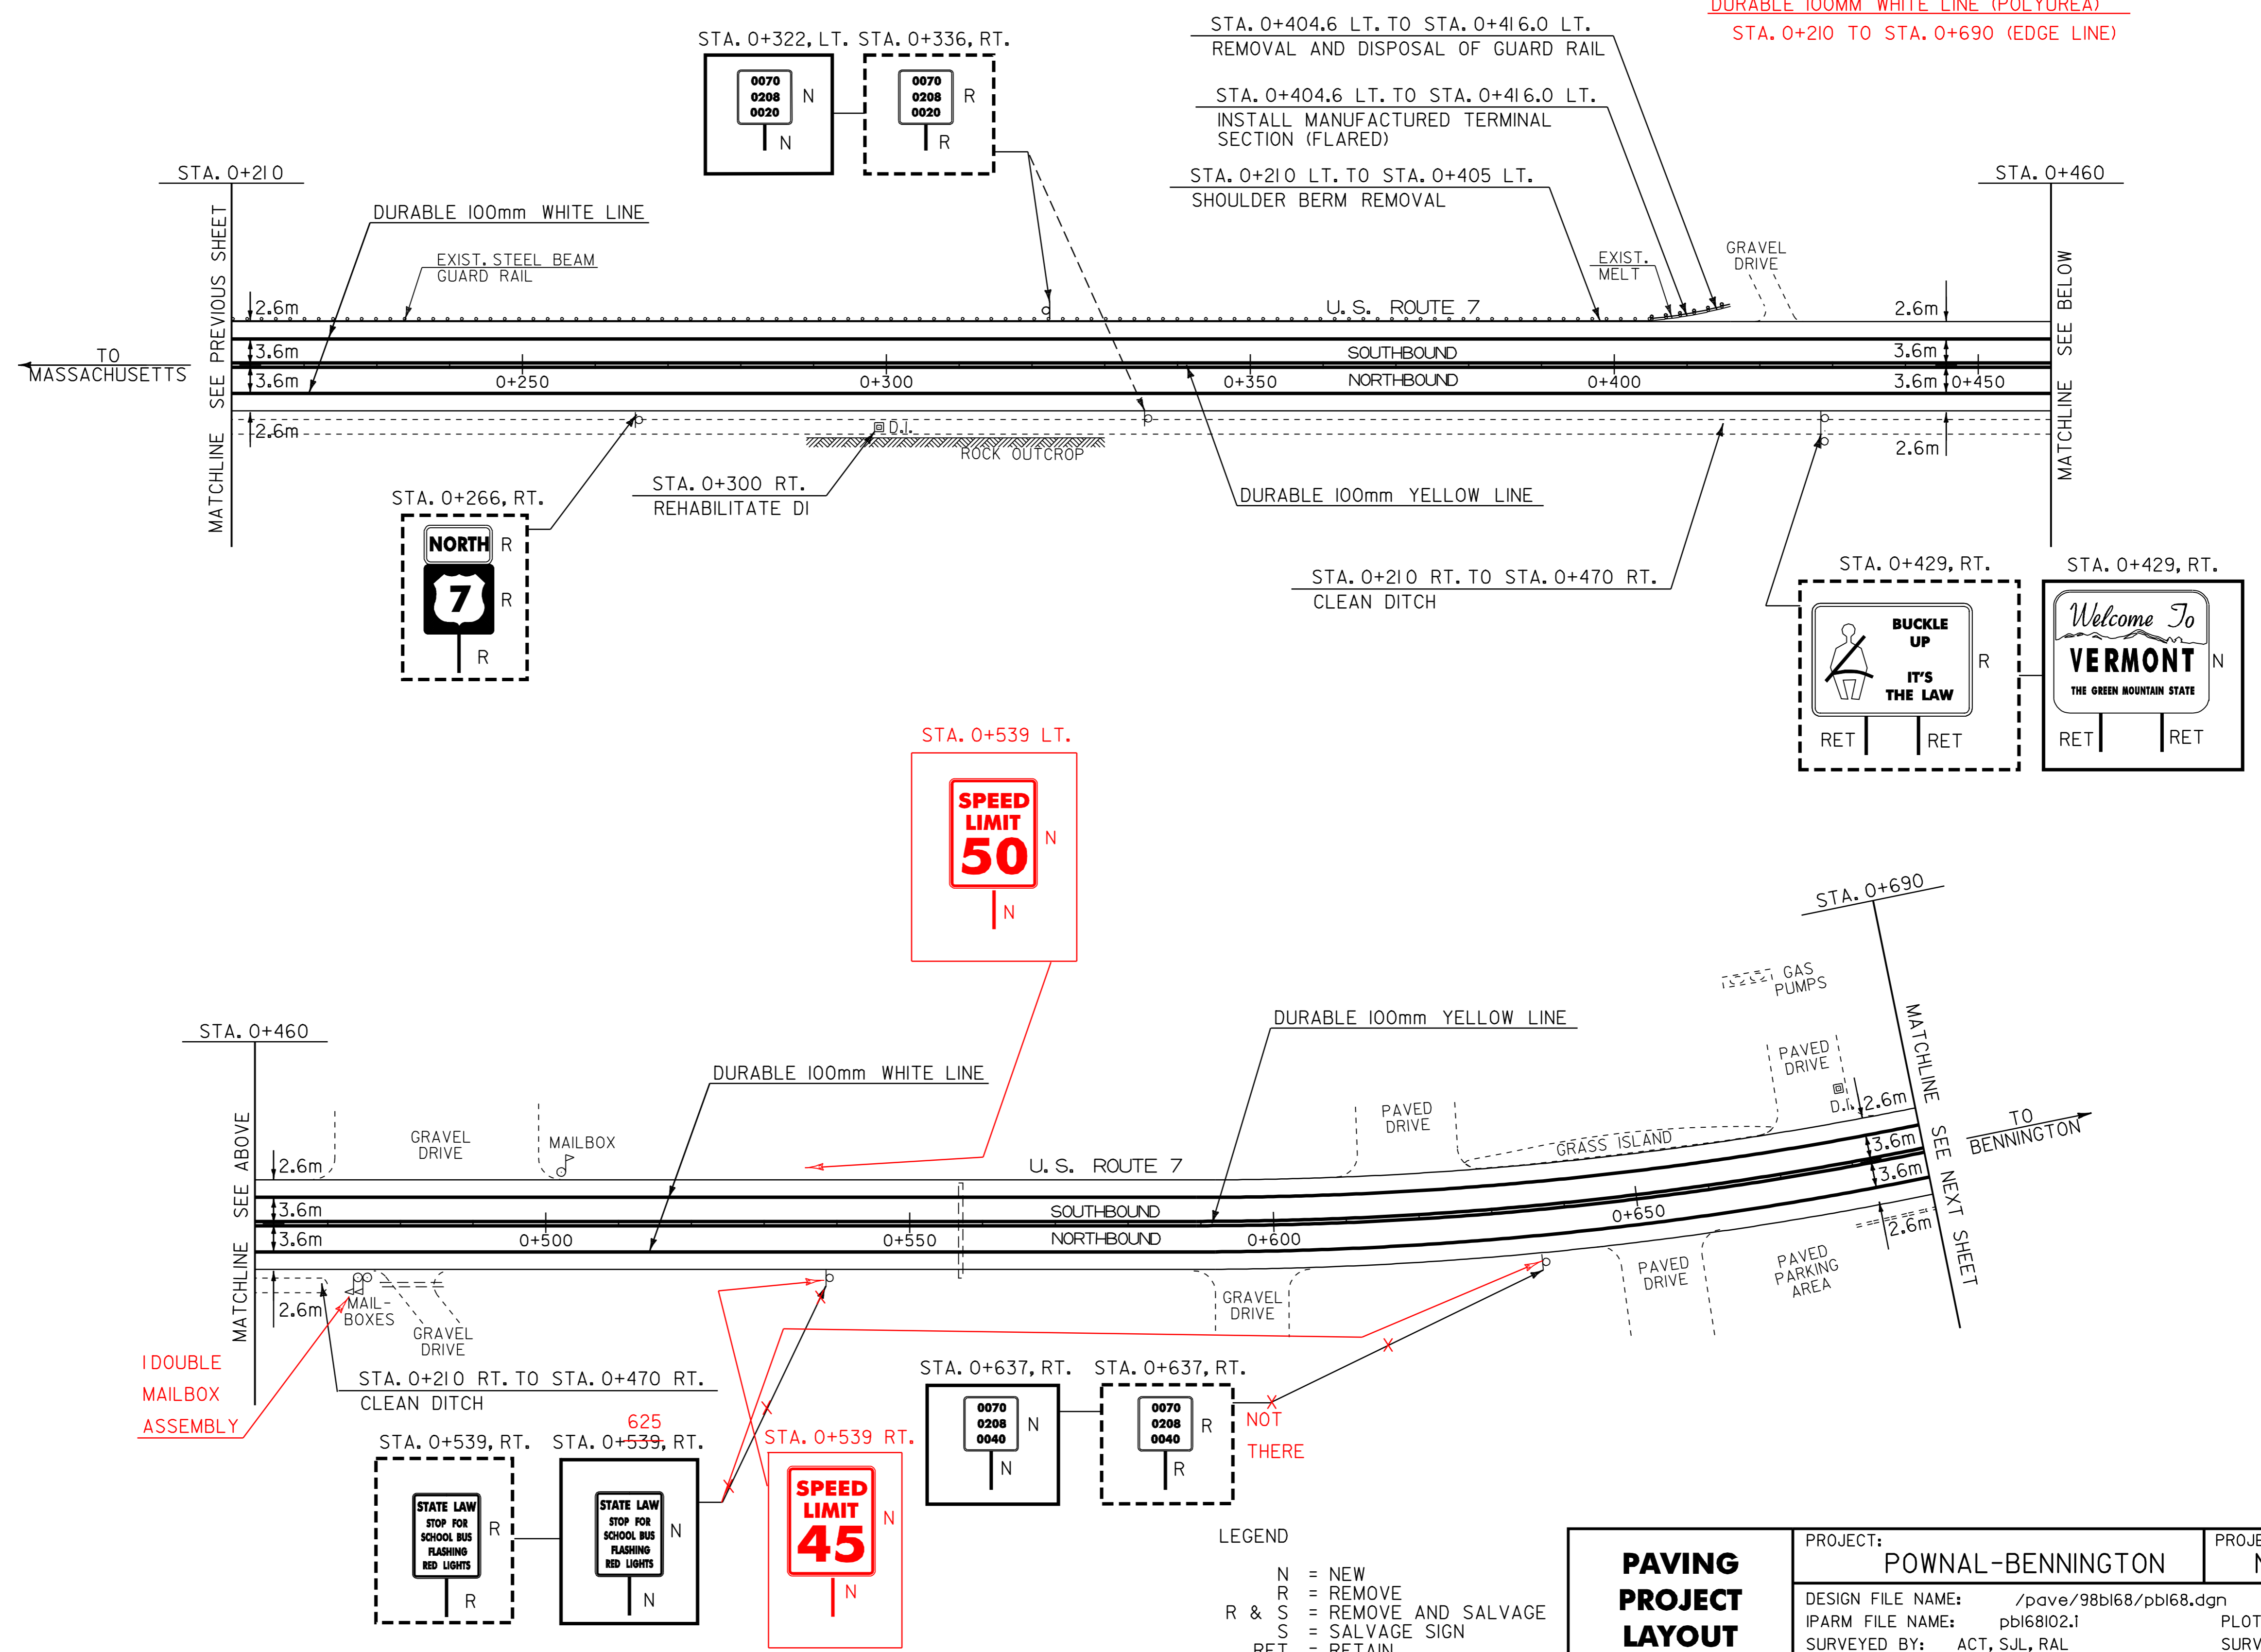 DURABLE 100MM WHITE LINE (POLYUREA)
STA. 0+210 TO STA. 0+690 (EDGE LINE)
STA. 0+322, LT.
STA. 0+336, RT.
0070
0208
0020
N
N
0070
0208
0020
R
R
STA. 0+404.6 LT. TO STA. 0+416.0 LT.
REMOVAL AND DISPOSAL OF GUARD RAIL
STA. 0+404.6 LT. TO STA. 0+416.0 LT.
INSTALL MANUFACTURED TERMINAL
SECTION (FLARED)
STA. 0+210 LT. TO STA. 0+405 LT.
SHOULDER BERM REMOVAL
STA. 0+210
STA. 0+460
MATCHLINE SEE PREVIOUS SHEET
DURABLE 100mm WHITE LINE
EXIST. STEEL BEAM
GUARD RAIL
EXIST.
MELT
GRAVEL
DRIVE
MATCHLINE SEE BELOW
2.6m
U.S. ROUTE 7
2.6m
TO
MASSACHUSETTS
3.6m
SOUTHBOUND
3.6m
3.6m
0+250
0+300
0+350
NORTHBOUND
0+400
3.6m
0+450
2.6m
D.I.
ROCK OUTCROP
2.6m
STA. 0+300 RT.
REHABILITATE DI
DURABLE 100mm YELLOW LINE
STA. 0+266, RT.
NORTH
R
7
R
R
STA. 0+210 RT. TO STA. 0+470 RT.
CLEAN DITCH
STA. 0+429, RT.
BUCKLE
UP
IT'S
THE LAW
R
RET
RET
STA. 0+429, RT.
Welcome To
VERMONT
THE GREEN MOUNTAIN STATE
N
RET
RET
STA. 0+539 LT.
SPEED
LIMIT
50
N
N
STA. 0+690
GAS
PUMPS
STA. 0+460
DURABLE 100mm YELLOW LINE
DURABLE 100mm WHITE LINE
MATCHLINE SEE ABOVE
MATCHLINE SEE NEXT SHEET
GRAVEL
DRIVE
MAILBOX
PAVED
DRIVE
GRASS ISLAND
PAVED
DRIVE
D.I.
2.6m
TO
BENNINGTON
2.6m
U.S. ROUTE 7
3.6m
3.6m
SOUTHBOUND
3.6m
3.6m
0+500
0+550
NORTHBOUND
0+600
0+650
2.6m
2.6m
MAIL-
BOXES
GRAVEL
DRIVE
GRAVEL
DRIVE
PAVED
DRIVE
PAVED
PARKING
AREA
1 DOUBLE
MAILBOX
ASSEMBLY
STA. 0+210 RT. TO STA. 0+470 RT.
CLEAN DITCH
STA. 0+539, RT.
STATE LAW
STOP FOR
SCHOOL BUS
FLASHING
RED LIGHTS
R
R
625
STA. 0+539, RT.
STATE LAW
STOP FOR
SCHOOL BUS
FLASHING
RED LIGHTS
N
N
STA. 0+539 RT.
SPEED
LIMIT
45
N
N
STA. 0+637, RT.
0070
0208
0040
N
N
STA. 0+637, RT.
0070
0208
0040
R
R
NOT
THERE
LEGEND
N = NEW
R = REMOVE
R & S = REMOVE AND SALVAGE
S = SALVAGE SIGN
RET = RETAIN
PAVING
PROJECT
LAYOUT
PROJECT:
POWNAL-BENNINGTON
DESIGN FILE NAME: /pave/98b168/pb168.dgn
IPARM FILE NAME: pb168102.i
SURVEYED BY: ACT, SJL, RAL